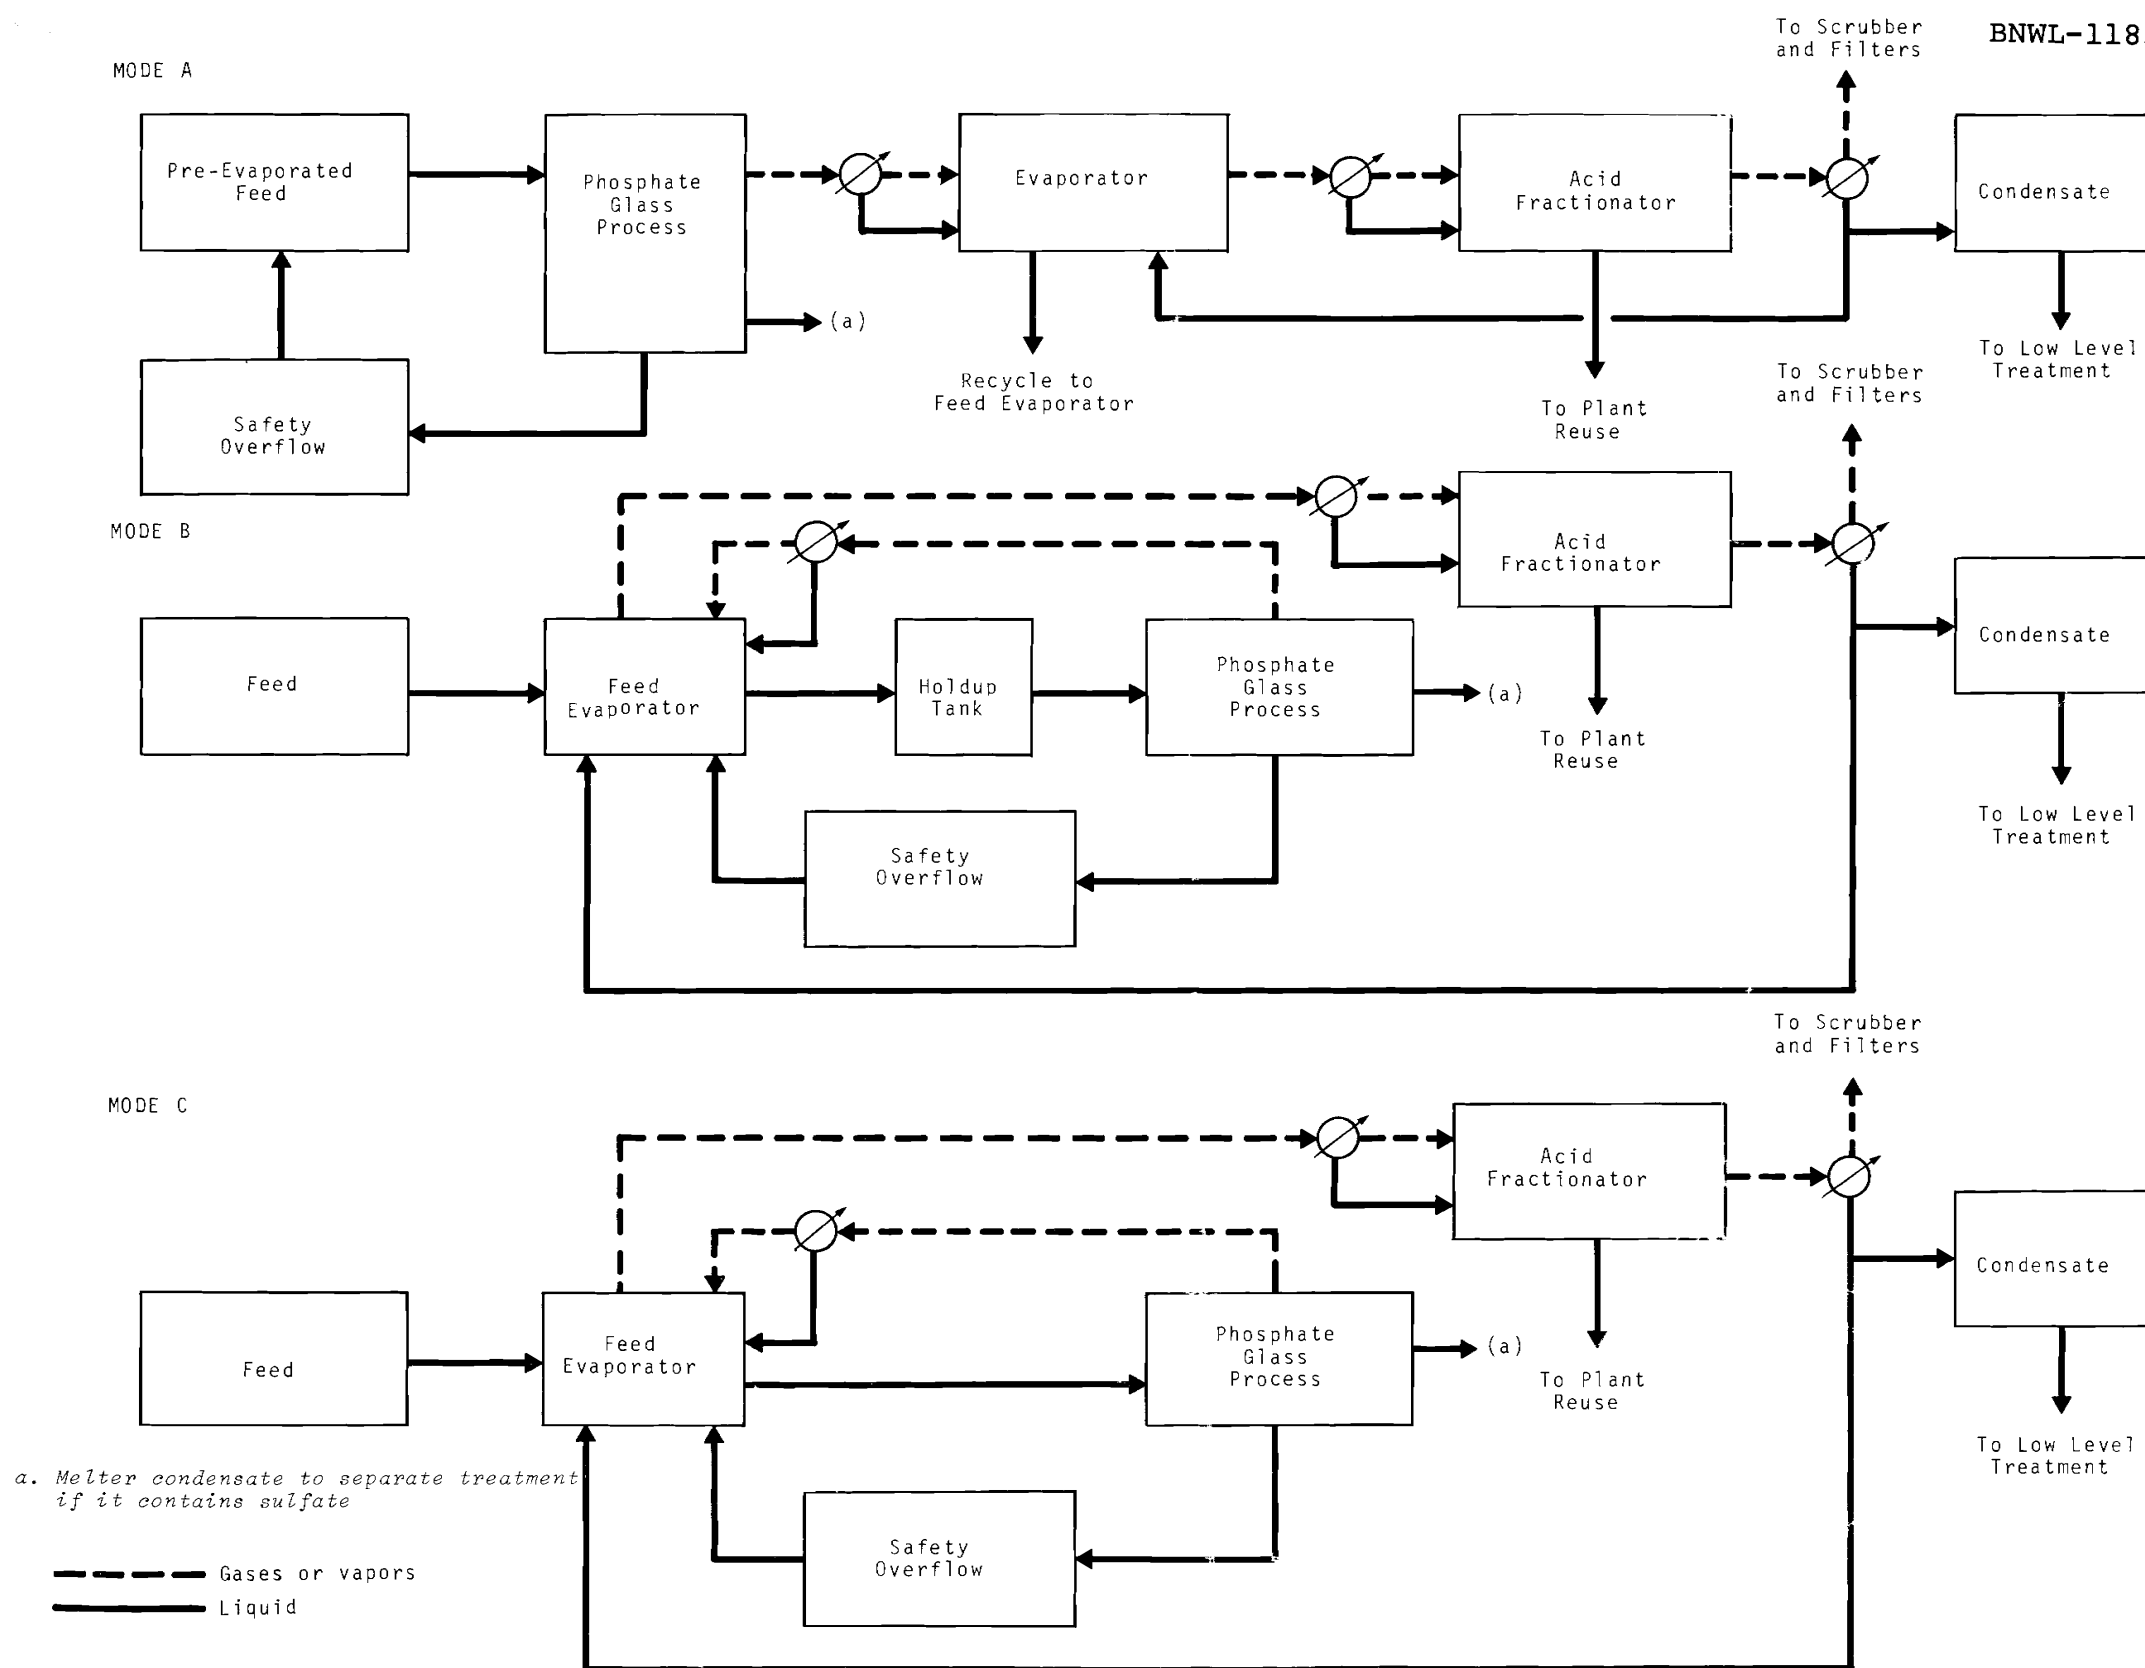 To Scrubber
and Filters
BNWL-118
MODE A
Pre-Evaporated
Feed
Phosphate
Glass
Process
Evaporator
Acid
Fractionator
Condensate
(a)
Safety
Overflow
Recycle to
Feed Evaporator
To Plant
Reuse
To Low Level
Treatment
To Scrubber
and Filters
MODE B
Feed
Feed
Evaporator
Holdup
Tank
Phosphate
Glass
Process
(a)
Acid
Fractionator
Condensate
To Plant
Reuse
To Low Level
Treatment
Safety
Overflow
To Scrubber
and Filters
MODE C
Feed
Feed
Evaporator
Phosphate
Glass
Process
(a)
Acid
Fractionator
Condensate
To Plant
Reuse
To Low Level
Treatment
Safety
Overflow
a. Melter condensate to separate treatment
if it contains sulfate
Gases or vapors
Liquid